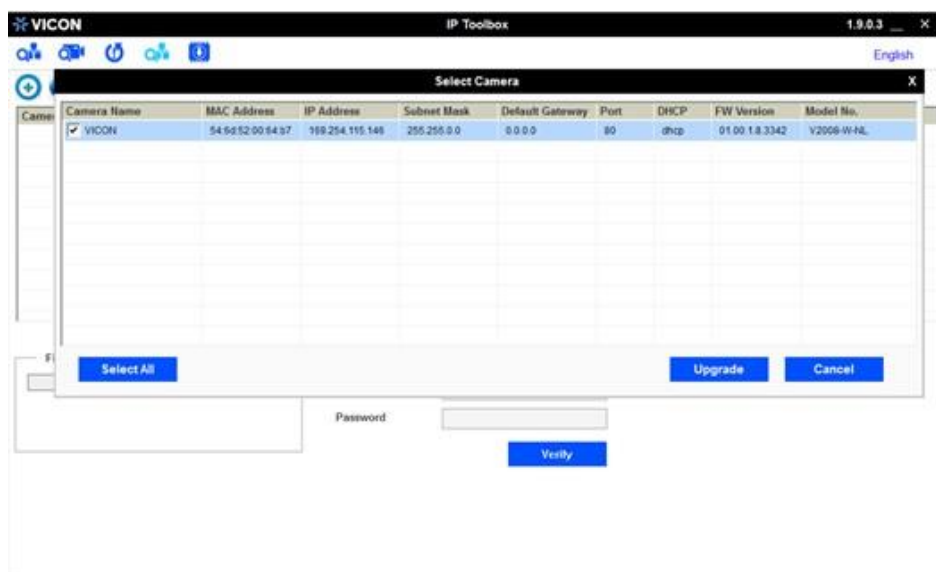 VICON IP Toolbox 1.9.0.3
English
Select Camera X
Camera Name MAC Address IP Address Subnet Mask Default Gateway Port DHCP FW Version Model No.
VICON 54:6d:52:00:64:b7 169.254.115.146 255.255.0.0 0.0.0.0 80 dhcp 01.00.1.8.3342 V2008-W-NL
Select All Upgrade Cancel
Password
Verify